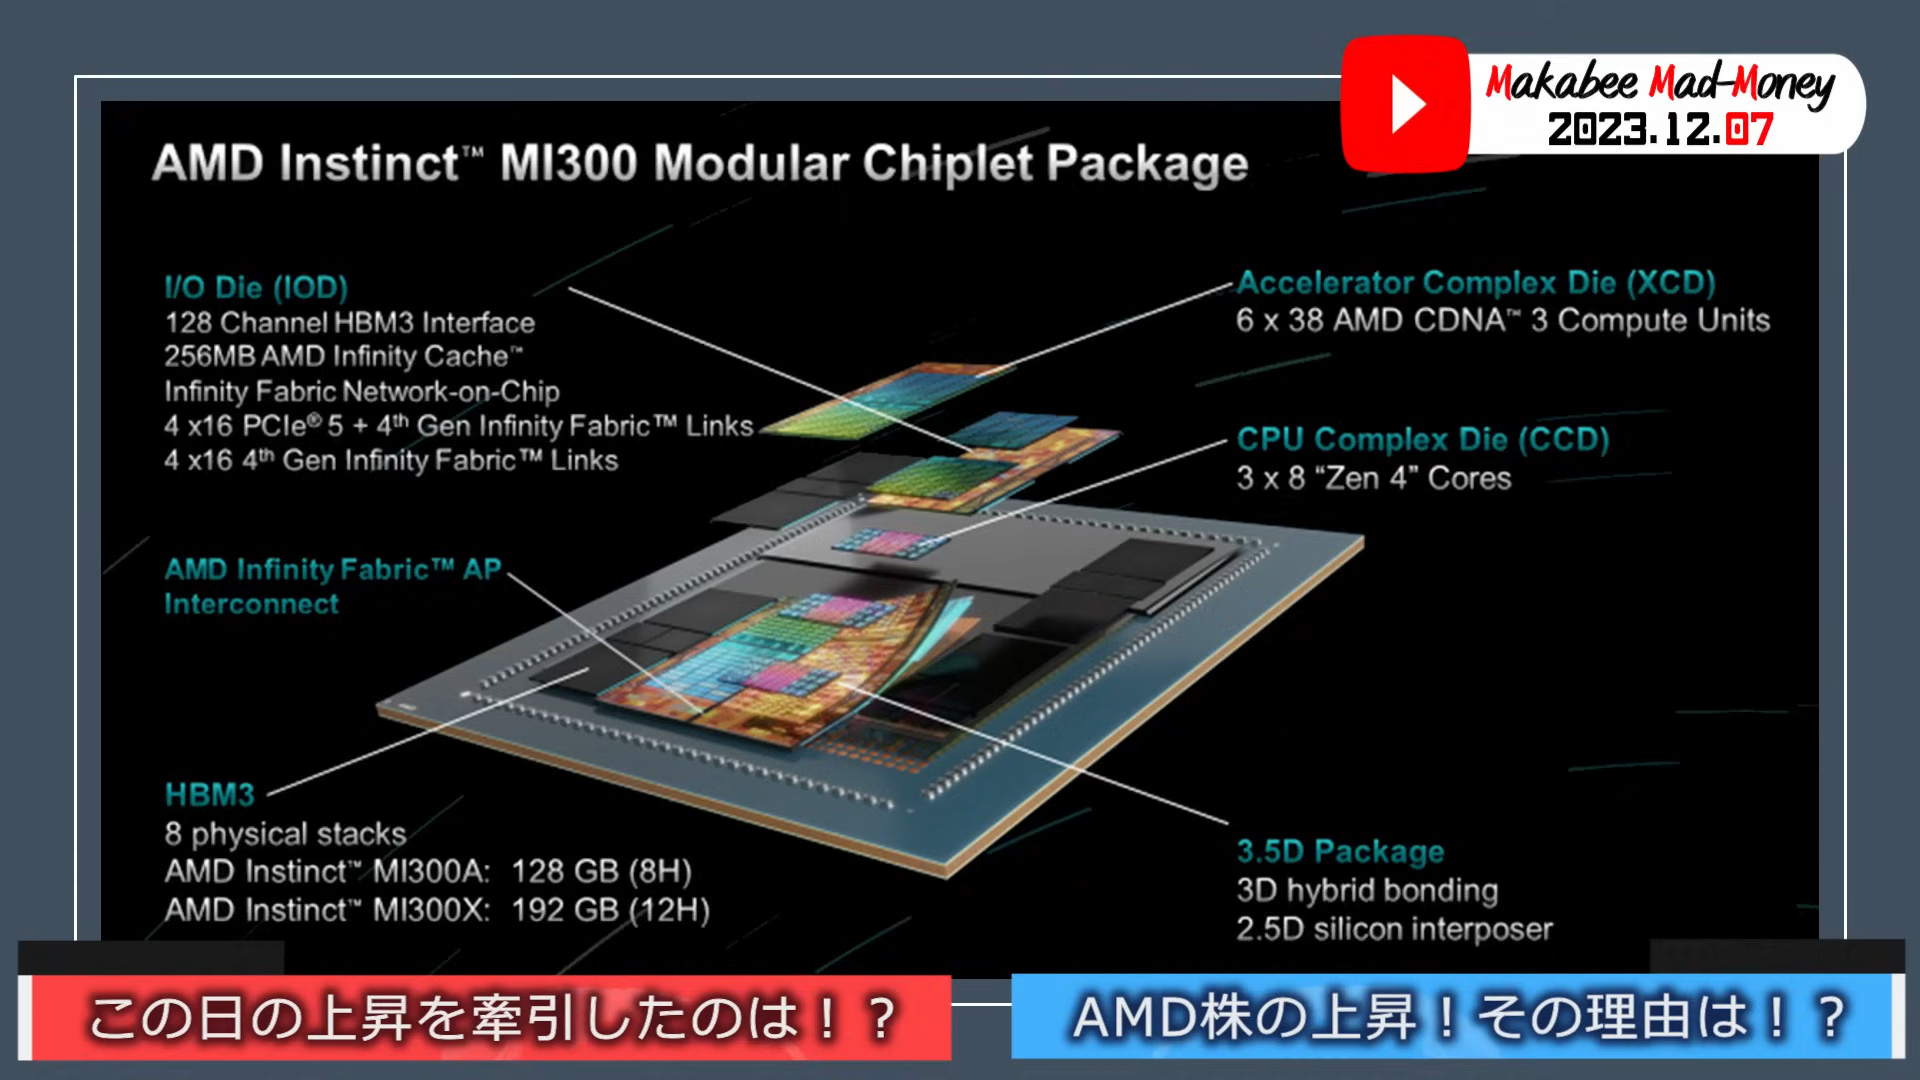 Makabee Mad-Money
2023.12.07
AMD Instinct™ MI300 Modular Chiplet Package
I/O Die (IOD)
128 Channel HBM3 Interface
256MB AMD Infinity Cache™
Infinity Fabric Network-on-Chip
4 x16 PCIe® 5 + 4th Gen Infinity Fabric™ Links
4 x16 4th Gen Infinity Fabric™ Links
AMD Infinity Fabric™ AP
Interconnect
HBM3
8 physical stacks
AMD Instinct™ MI300A: 128 GB (8H)
AMD Instinct™ MI300X: 192 GB (12H)
Accelerator Complex Die (XCD)
6 x 38 AMD CDNA™ 3 Compute Units
CPU Complex Die (CCD)
3 x 8 “Zen 4” Cores
3.5D Package
3D hybrid bonding
2.5D silicon interposer
この日の上昇を牽引したのは！？
AMD株の上昇！その理由は！？